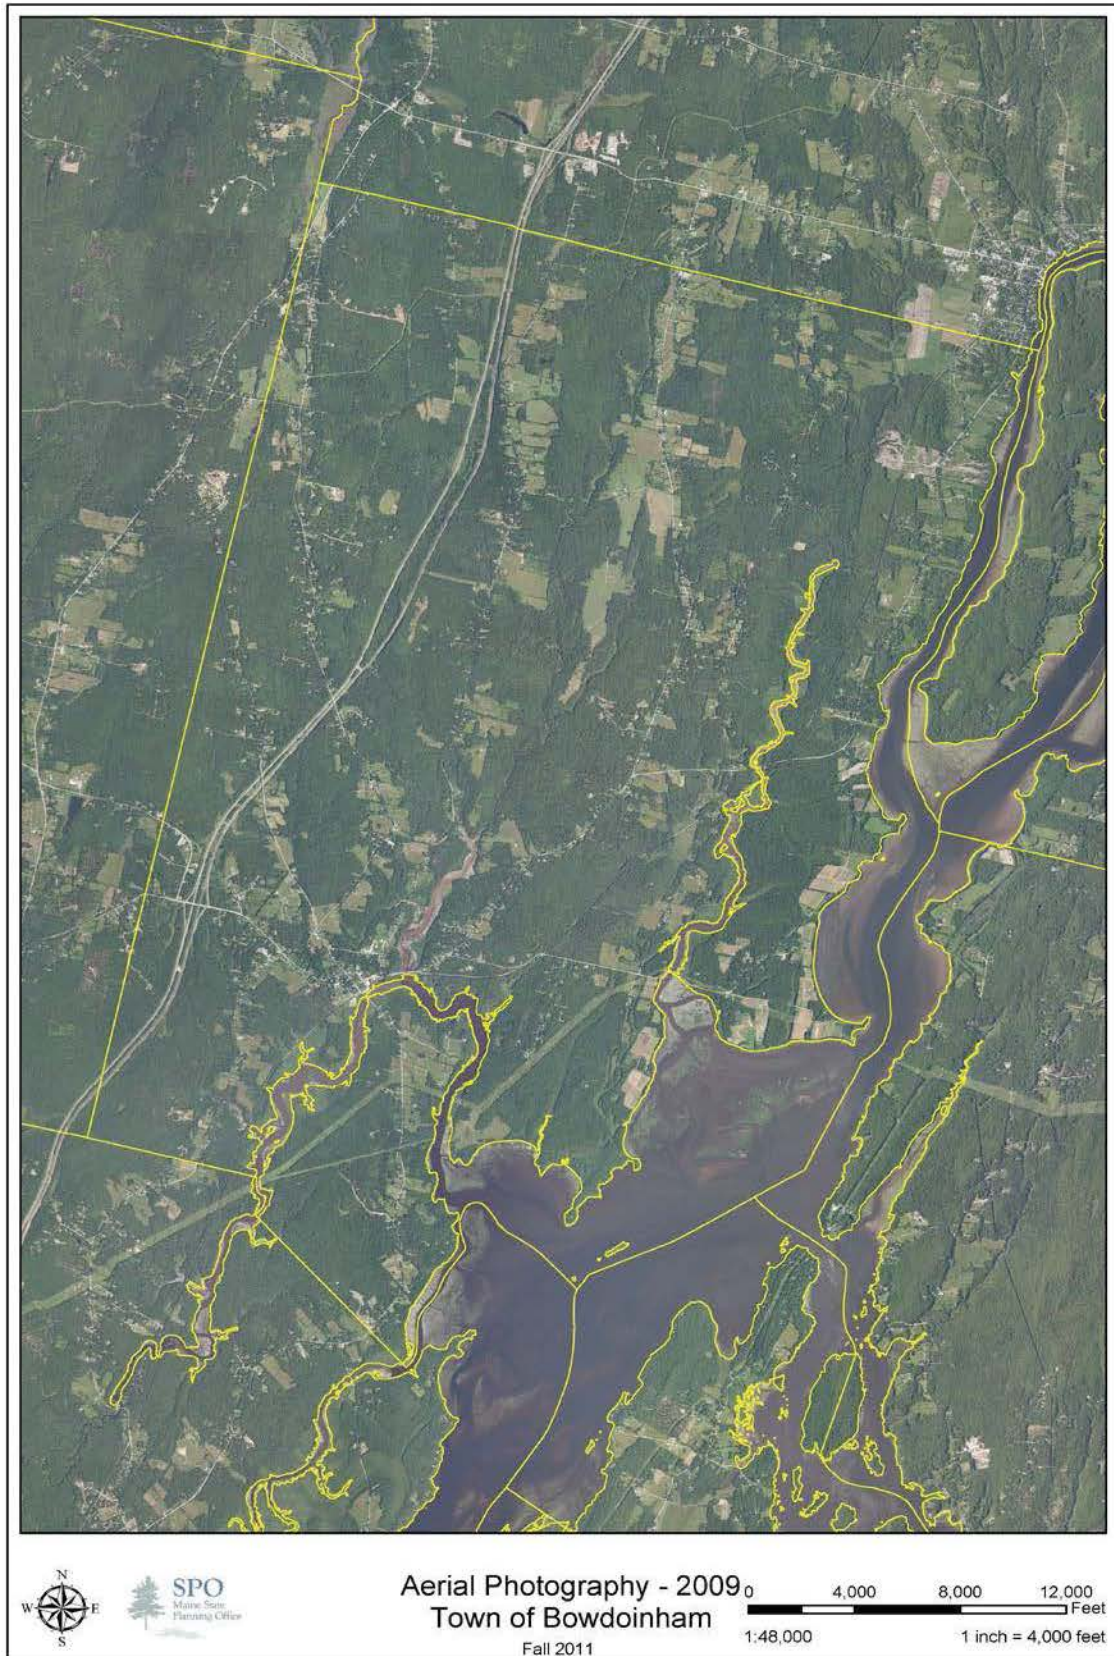 N
W E
S
SPO
Maine State
Planning Office
Aerial Photography - 2009
Town of Bowdoinham
Fall 2011
0 4,000 8,000 12,000
Feet
1:48,000 1 inch = 4,000 feet